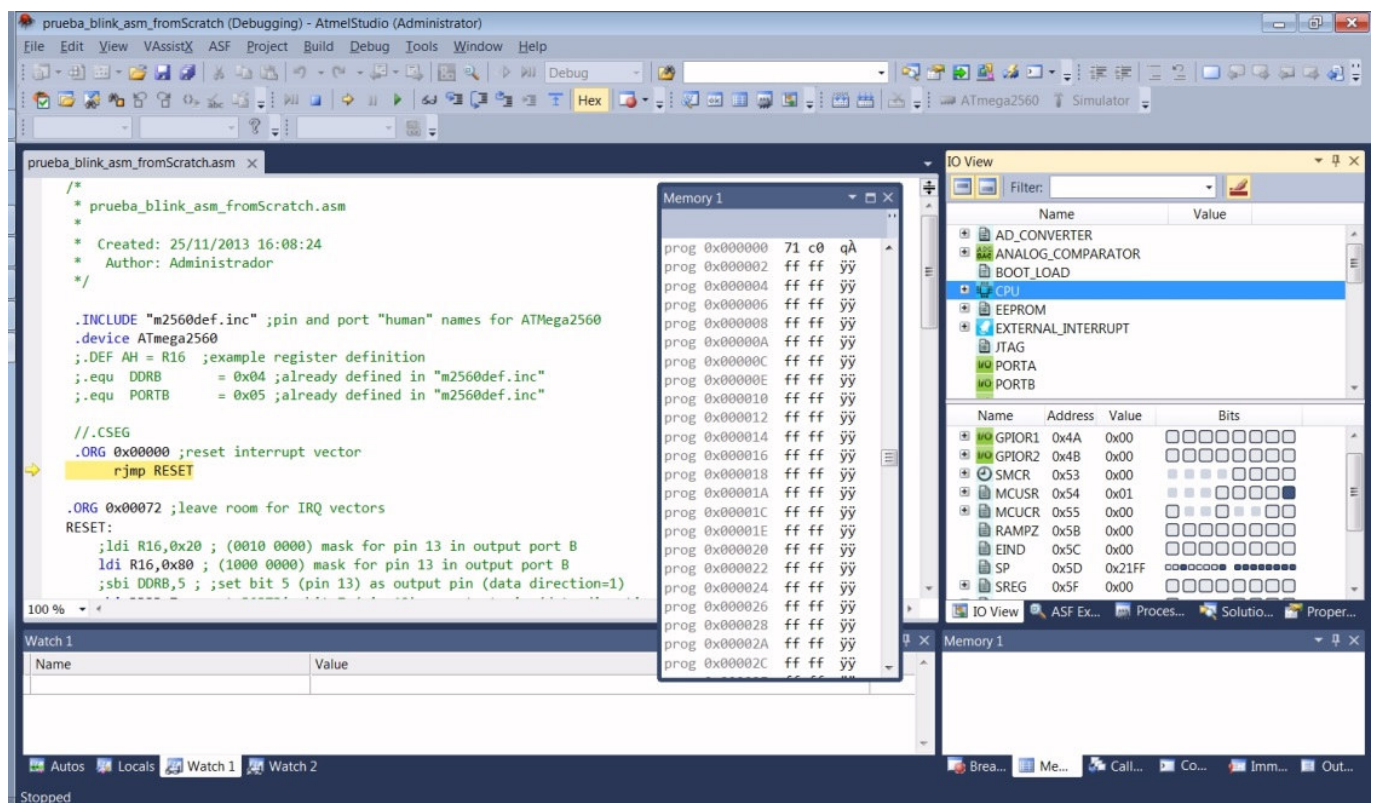 prueba_blink_asm_fromScratch (Debugging) - AtmelStudio (Administrator)
File Edit View VAssistX ASF Project Build Debug Tools Window Help
Debug
Hex ATmega2560 Simulator
prueba_blink_asm_fromScratch.asm
/*
* prueba_blink_asm_fromScratch.asm
*
* Created: 25/11/2013 16:08:24
* Author: Administrador
*/
.INCLUDE "m2560def.inc" ;pin and port "human" names for ATMega2560
.device ATmega2560
;.DEF AH = R16 ;example register definition
;.equ DDRB = 0x04 ;already defined in "m2560def.inc"
;.equ PORTB = 0x05 ;already defined in "m2560def.inc"
//.CSEG
.ORG 0x00000 ;reset interrupt vector
rjmp RESET
.ORG 0x00072 ;leave room for IRQ vectors
RESET:
;ldi R16,0x20 ; (0010 0000) mask for pin 13 in output port B
ldi R16,0x80 ; (1000 0000) mask for pin 13 in output port B
;sbi DDRB,5 ; ;set bit 5 (pin 13) as output pin (data direction=1)
100 %
Memory 1
prog 0x000000 71 c0 qÀ
prog 0x000002 ff ff ÿÿ
prog 0x000004 ff ff ÿÿ
prog 0x000006 ff ff ÿÿ
prog 0x000008 ff ff ÿÿ
prog 0x00000A ff ff ÿÿ
prog 0x00000C ff ff ÿÿ
prog 0x00000E ff ff ÿÿ
prog 0x000010 ff ff ÿÿ
prog 0x000012 ff ff ÿÿ
prog 0x000014 ff ff ÿÿ
prog 0x000016 ff ff ÿÿ
prog 0x000018 ff ff ÿÿ
prog 0x00001A ff ff ÿÿ
prog 0x00001C ff ff ÿÿ
prog 0x00001E ff ff ÿÿ
prog 0x000020 ff ff ÿÿ
prog 0x000022 ff ff ÿÿ
prog 0x000024 ff ff ÿÿ
prog 0x000026 ff ff ÿÿ
prog 0x000028 ff ff ÿÿ
prog 0x00002A ff ff ÿÿ
prog 0x00002C ff ff ÿÿ
IO View
Filter:
Name Value
AD_CONVERTER
ANALOG_COMPARATOR
BOOT_LOAD
CPU
EEPROM
EXTERNAL_INTERRUPT
JTAG
I/O PORTA
I/O PORTB
Name Address Value Bits
I/O GPIOR1 0x4A 0x00
I/O GPIOR2 0x4B 0x00
SMCR 0x53 0x00
MCUSR 0x54 0x01
MCUCR 0x55 0x00
RAMPZ 0x5B 0x00
EIND 0x5C 0x00
SP 0x5D 0x21FF
SREG 0x5F 0x00
IO View ASF Ex... Proces... Solutio... Proper...
Watch 1
Name Value
Autos Locals Watch 1 Watch 2
Memory 1
Brea... Me... Call... Co... Imm... Out...
Stopped